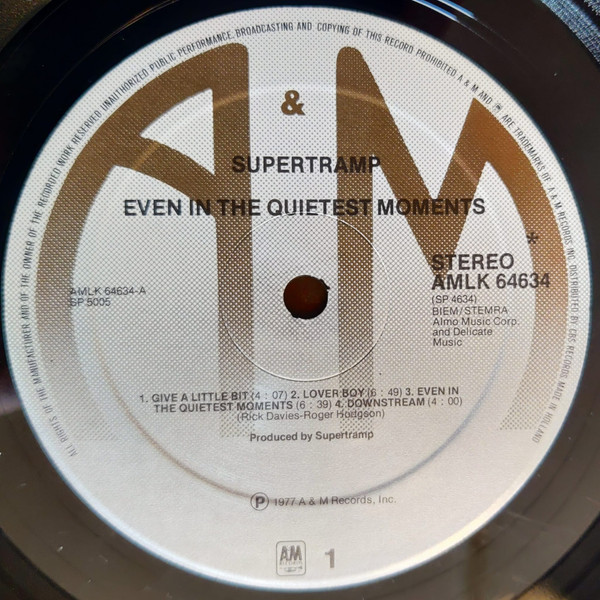 ALL RIGHTS OF THE MANUFACTURER AND OF THE OWNER OF THE RECORDED WORK RESERVED UNAUTHORIZED PUBLIC PERFORMANCE, BROADCASTING AND COPYING OF THIS RECORD PROHIBITED A & M AND ARE TRADEMARKS OF A & M RECORDS INC. DISTRIBUTED BY CBS RECORDS MADE IN HOLLAND
A & M
SUPERTRAMP
EVEN IN THE QUIETEST MOMENTS
*
STEREO
AMLK 64634
AMLK 64634-A
SP 5005
(SP 4634)
BIEM/STEMRA
Almo Music Corp.
and Delicate
Music
1. GIVE A LITTLE BIT (4 : 07) 2. LOVER BOY (6 : 49) 3. EVEN IN
THE QUIETEST MOMENTS (6 : 39) 4. DOWNSTREAM (4 : 00)
(Rick Davies-Roger Hodgson)
Produced by Supertramp
Ⓟ 1977 A & M Records, Inc.
AM
1